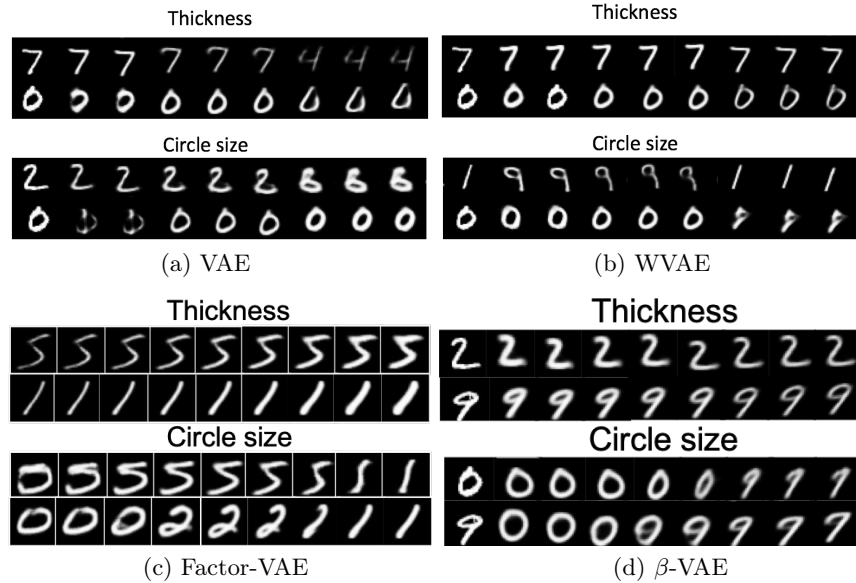 Thickness
Thickness
Circle size
Circle size
(a) VAE
(b) WVAE
Thickness
Thickness
Circle size
Circle size
(c) Factor-VAE
(d) β-VAE